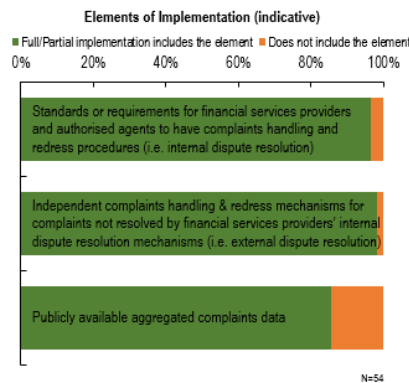 Elements of Implementation (indicative)
Full/Partial implementation includes the element Does not include the element
0% 20% 40% 60% 80% 100%
Standards or requirements for financial services providers
and authorised agents to have complaints handling and
redress procedures (i.e. internal dispute resolution)
Independent complaints handling & redress mechanisms for
complaints not resolved by financial services providers' internal
dispute resolution mechanisms (i.e. external dispute resolution)
Publicly available aggregated complaints data
N=54